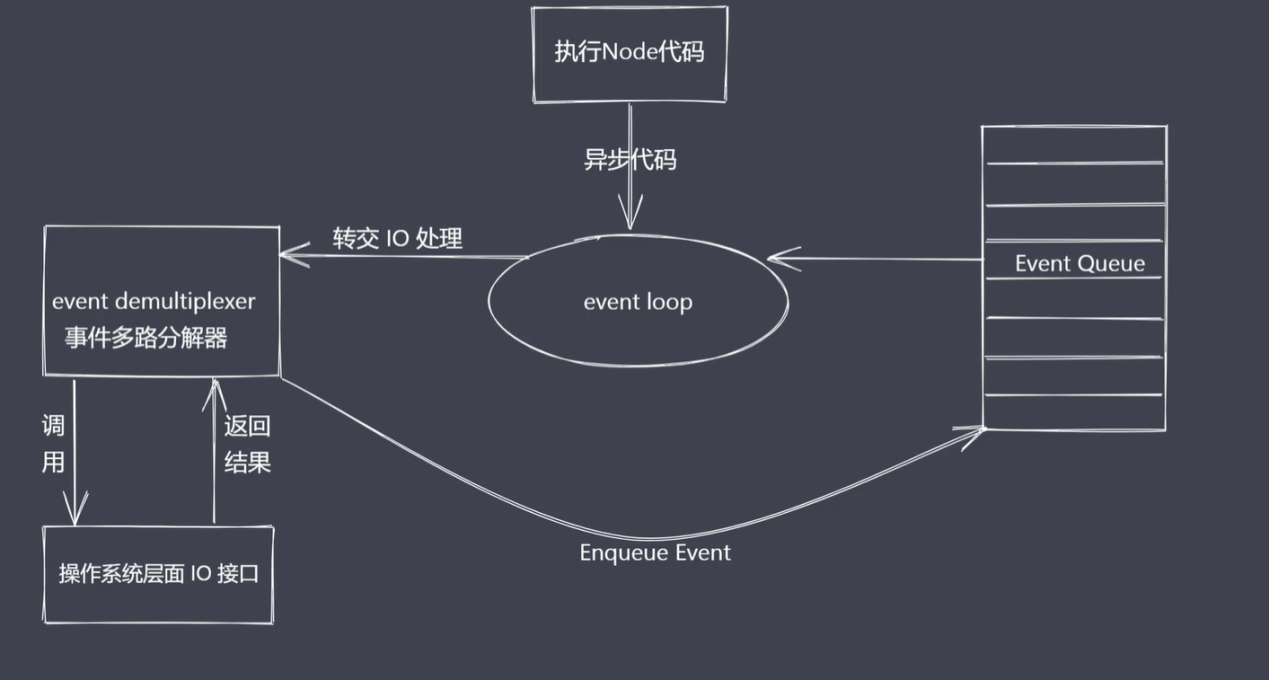 执行Node代码
异步代码
转交 IO 处理
Event Queue
event demultiplexer
事件多路分解器
event loop
调
用
返回
结果
Enqueue Event
操作系统层面 IO 接口